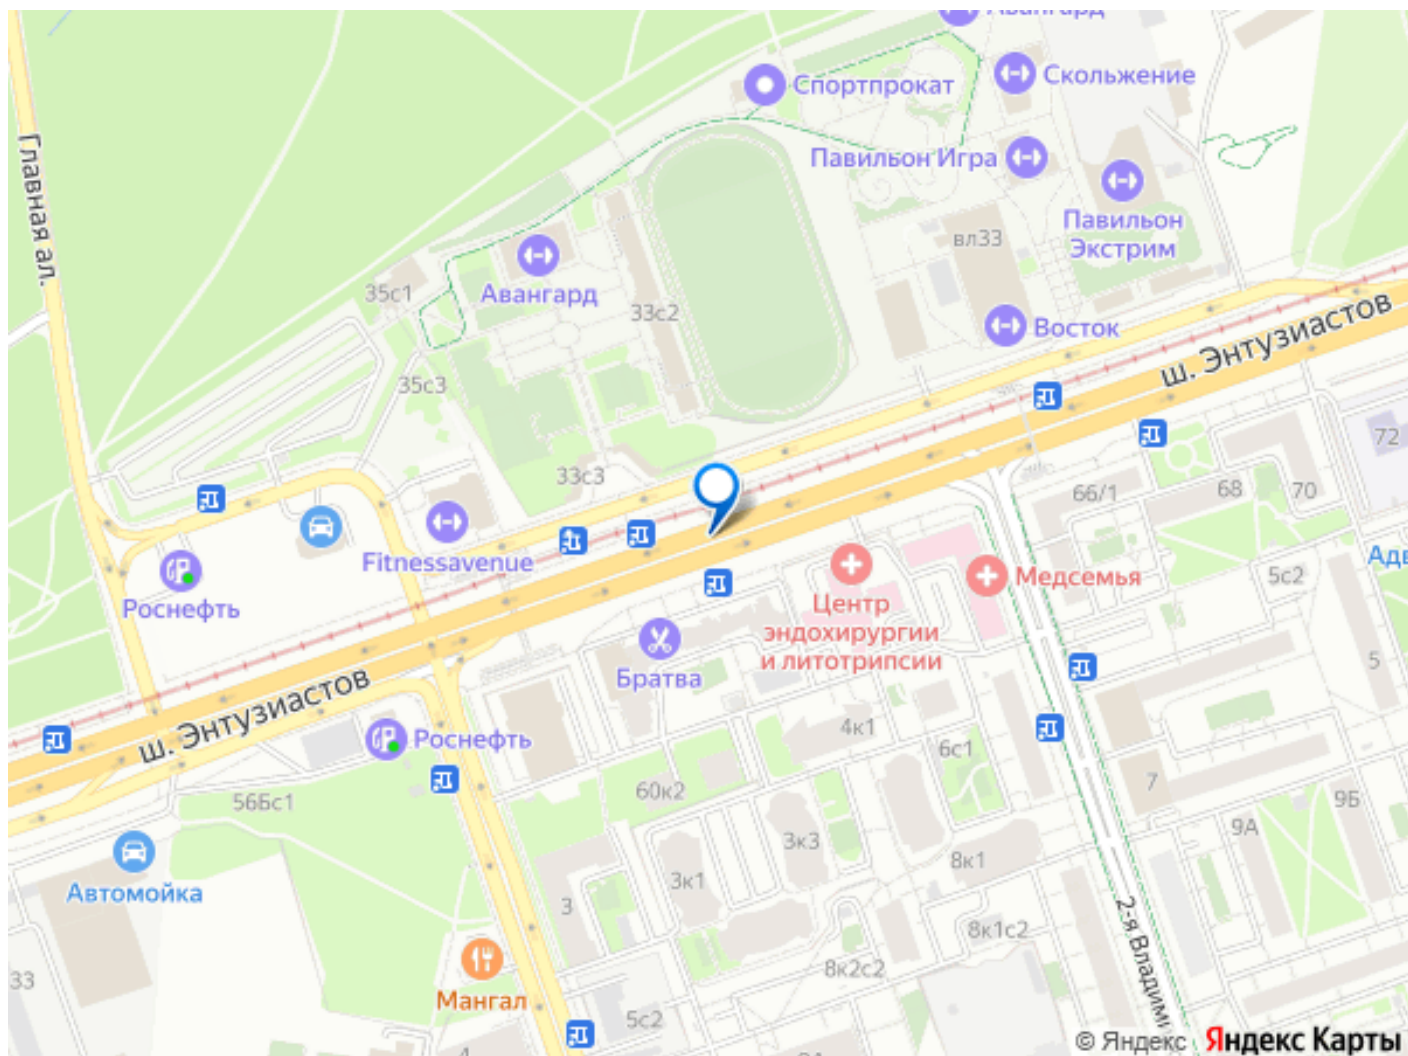 Авангард
Скольжение
Спортпрокат
Главная ал.
Павильон Игра
Павильон
Экстрим
вл33
35с1
Авангард
33с2
Восток
ш. Энтузиастов
35с3
72
33с3
66/1
68
70
Fitnessavenue
Роснефть
Медсемья
5с2
Адв
Центр
эндохирургии
и литотрипсии
Братва
5
ш. Энтузиастов
Роснефть
4к1
6с1
7
60к2
56Бс1
9Б
9А
3к3
8к1
3к1
Автомойка
3
2-я Владими
8к1с2
8к2с2
33
Мангал
5с2
© Яндекс Яндекс Карты